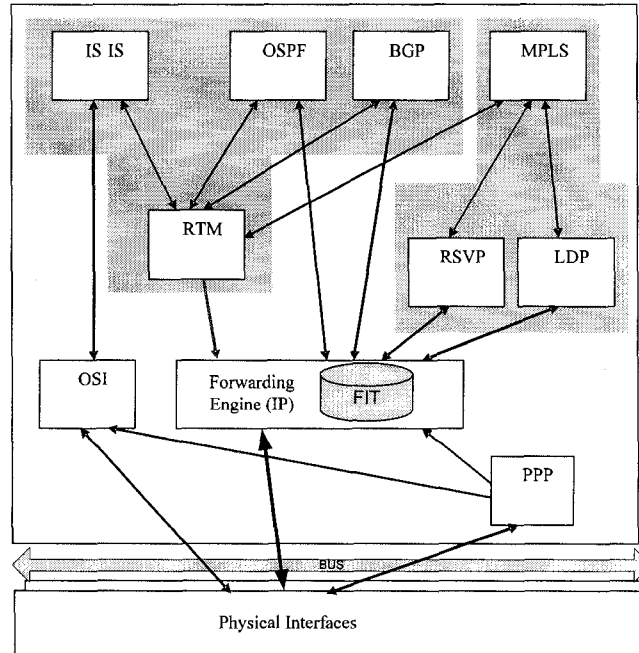 IS IS
OSPF
BGP
MPLS
RTM
RSVP
LDP
OSI
Forwarding
Engine (IP)
FIT
PPP
BUS
Physical Interfaces